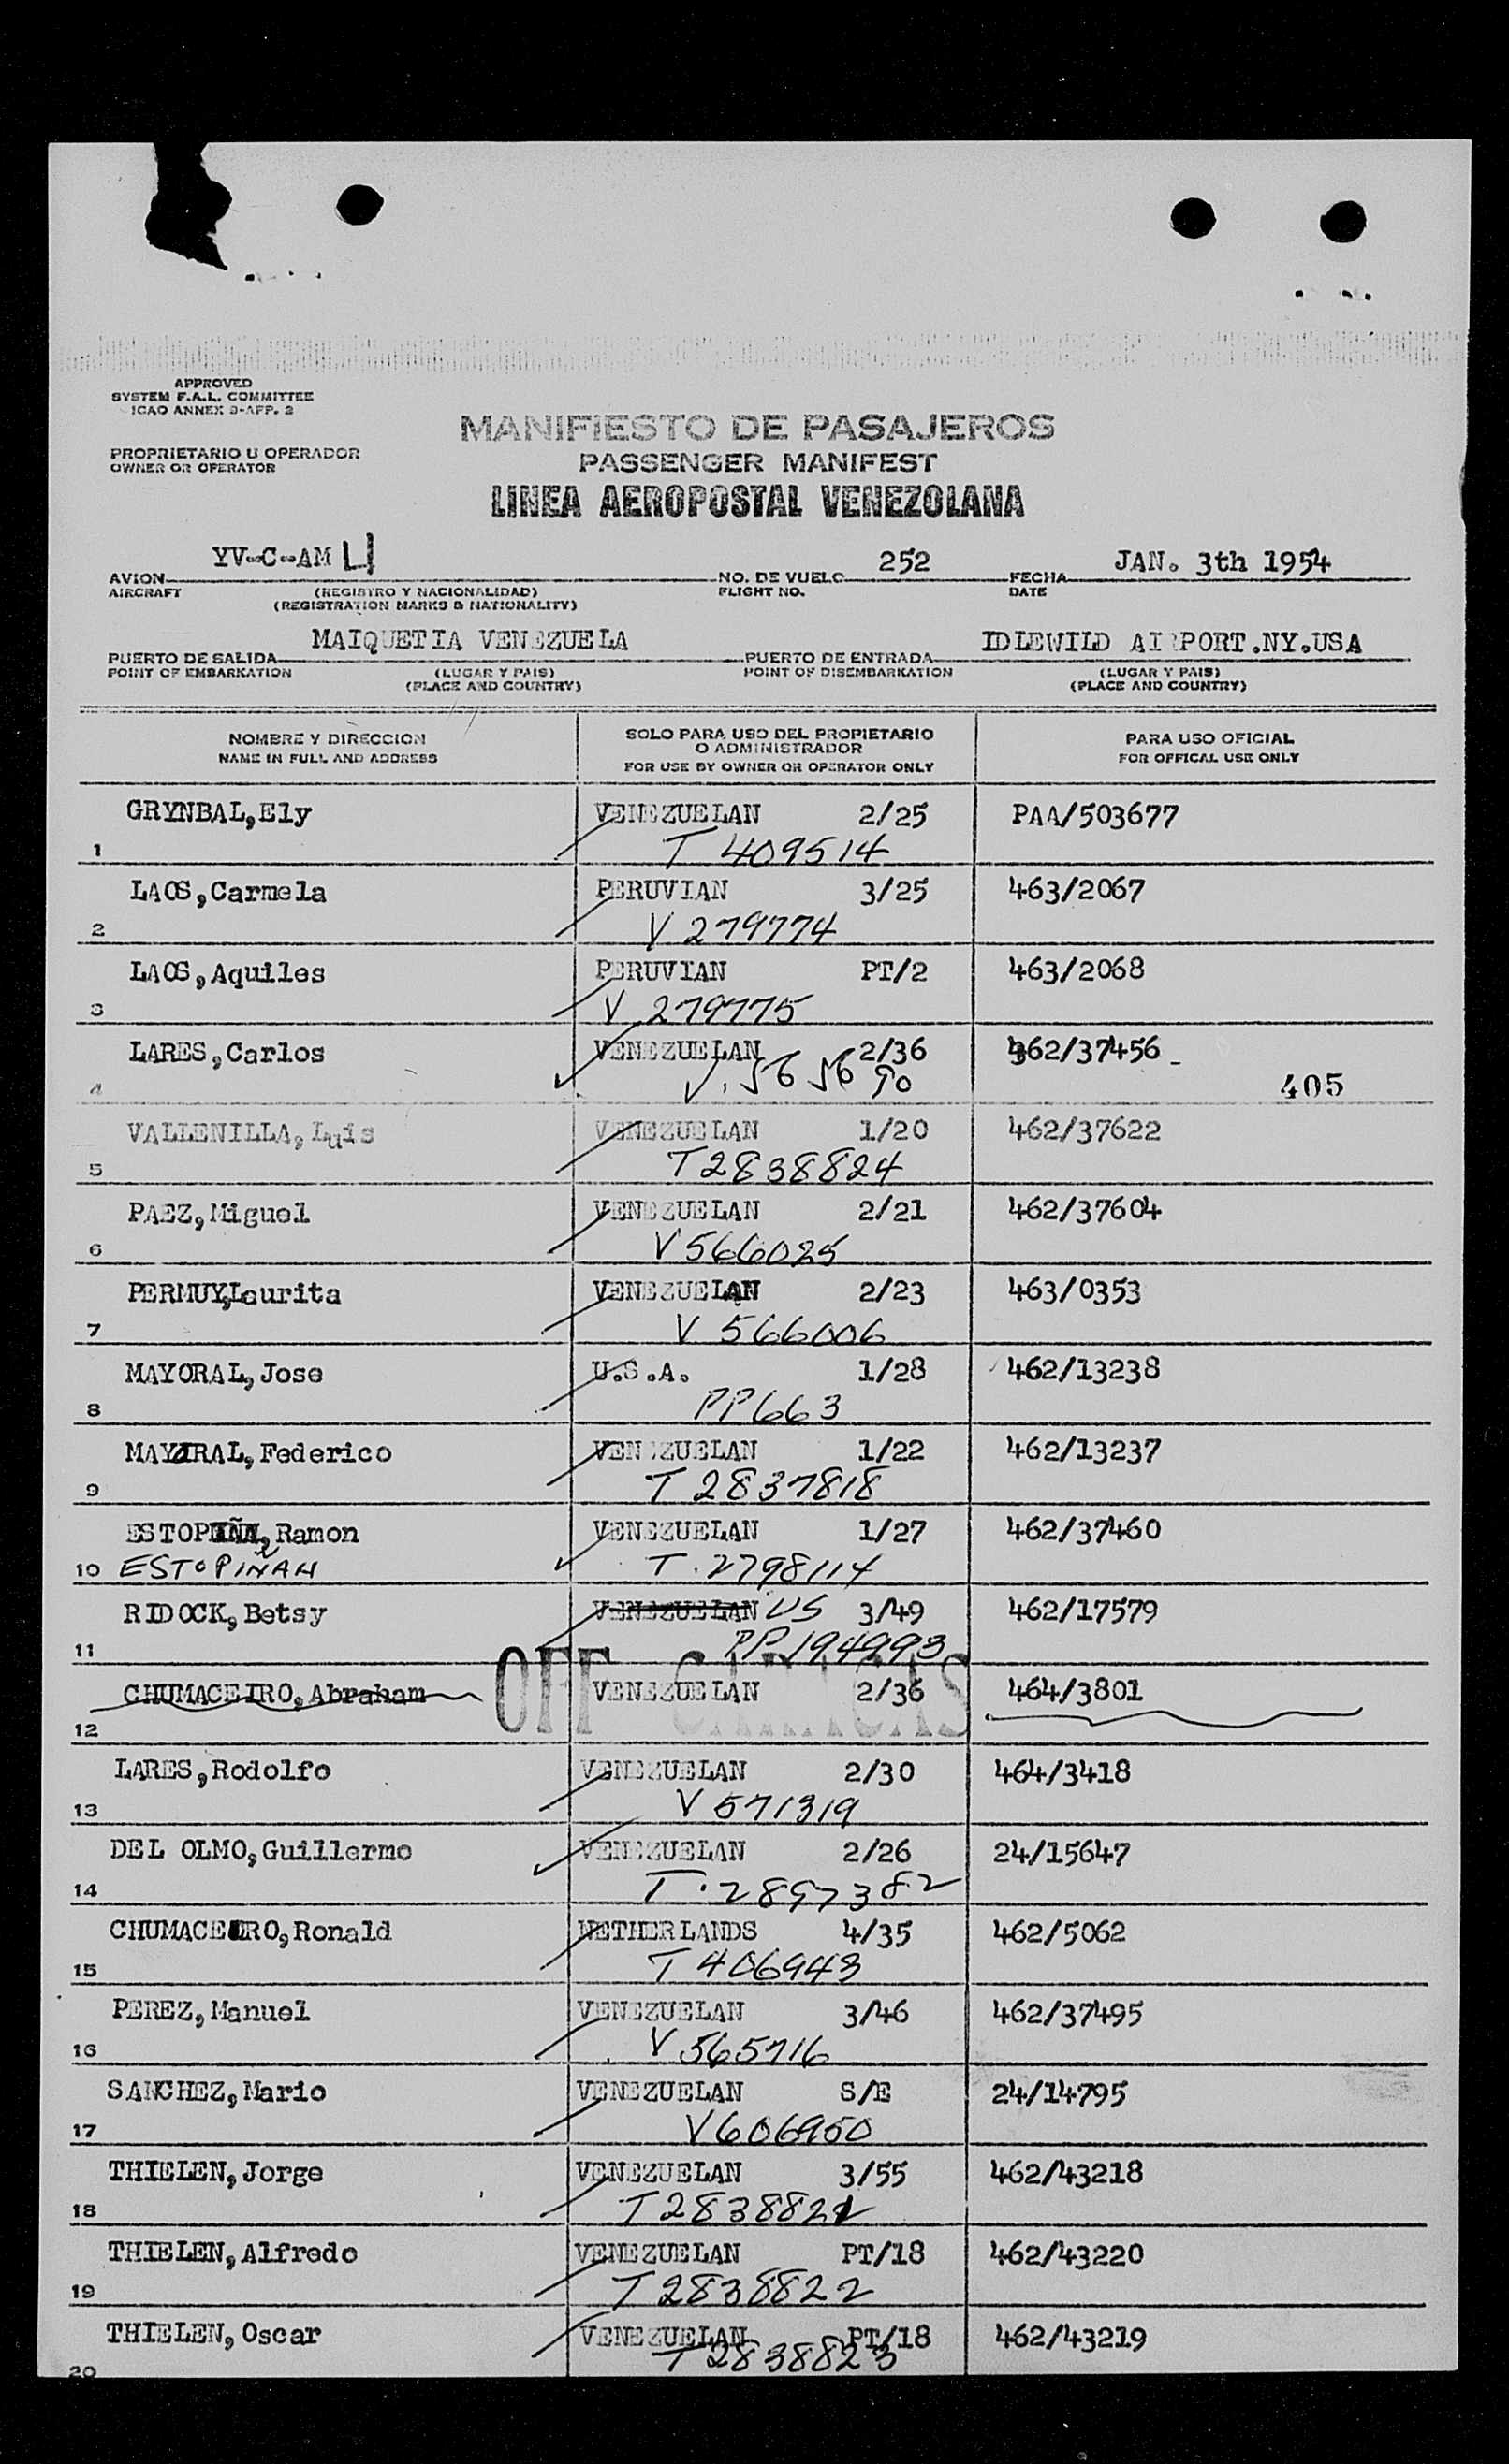 APPROVED
SYSTEM F.A.L. COMMITTEE
ICAO ANNEX 9-APP. 2
MANIFIESTO DE PASAJEROS
PROPRIETARIO U OPERADOR
OWNER OR OPERATOR
PASSENGER MANIFEST
LINEA AEROPOSTAL VENEZOLANA
YV-C-AM LI 252 JAN. 3th 1954
AVION NO. DE VUELO FECHA
AIRCRAFT (REGISTRO Y NACIONALIDAD) FLIGHT NO. DATE
(REGISTRATION MARKS & NATIONALITY)
MAIQUETIA VENEZUELA IDLEWILD AIRPORT.NY.USA
PUERTO DE SALIDA PUERTO DE ENTRADA
POINT OF EMBARKATION (LUGAR Y PAIS) POINT OF DISEMBARKATION (LUGAR Y PAIS)
(PLACE AND COUNTRY) (PLACE AND COUNTRY)
NOMBRE Y DIRECCION SOLO PARA USO DEL PROPIETARIO PARA USO OFICIAL
NAME IN FULL AND ADDRESS O ADMINISTRADOR FOR OFFICAL USE ONLY
FOR USE BY OWNER OR OPERATOR ONLY
GRYNBAL,Ely VENEZUELAN 2/25 PAA/503677
1 T 409514
LAOS,Carmela PERUVIAN 3/25 463/2067
2 V 279774
LAOS,Aquiles PERUVIAN PT/2 463/2068
3 V 279775
LARES,Carlos VENEZUELAN 2/36 462/37456
4 V.565690 405
VALLENILLA,Luis VENEZUELAN 1/20 462/37622
5 T2838824
PAEZ,Miguel VENEZUELAN 2/21 462/37604
6 V566025
PERMUY,Laurita VENEZUELAN 2/23 463/0353
7 V 566006
MAYORAL,Jose U.S.A. 1/28 462/13238
8 PP663
MAYORAL,Federico VENEZUELAN 1/22 462/13237
9 T 2837818
ESTOPIÑA,Ramon VENEZUELAN 1/27 462/37460
10 ESTOPIÑAN T.2798114
RIDOCK,Betsy VENEZUELAN US 3/49 462/17579
11 PP194993
OFF CARACAS
CHUMACEIRO,Abraham VENEZUELAN 2/36 464/3801
12
LARES,Rodolfo VENEZUELAN 2/30 464/3418
13 V 571319
DEL OLMO,Guillermo VENEZUELAN 2/26 24/15647
14 T.2897382
CHUMACEIRO,Ronald NETHERLANDS 4/35 462/5062
15 T 406943
PEREZ,Manuel VENEZUELAN 3/46 462/37495
16 V 565716
SANCHEZ,Mario VENEZUELAN S/E 24/14795
17 V606950
THIELEN,Jorge VENEZUELAN 3/55 462/43218
18 T2838821
THIELEN,Alfredo VENEZUELAN PT/18 462/43220
19 T2838822
THIELEN,Oscar VENEZUELAN PT/18 462/43219
20 T2838823